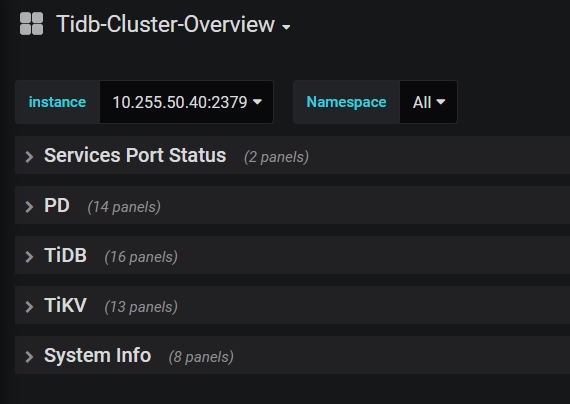 Tidb-Cluster-Overview
instance 10.255.50.40:2379 Namespace All
Services Port Status (2 panels)
PD (14 panels)
TiDB (16 panels)
TiKV (13 panels)
System Info (8 panels)